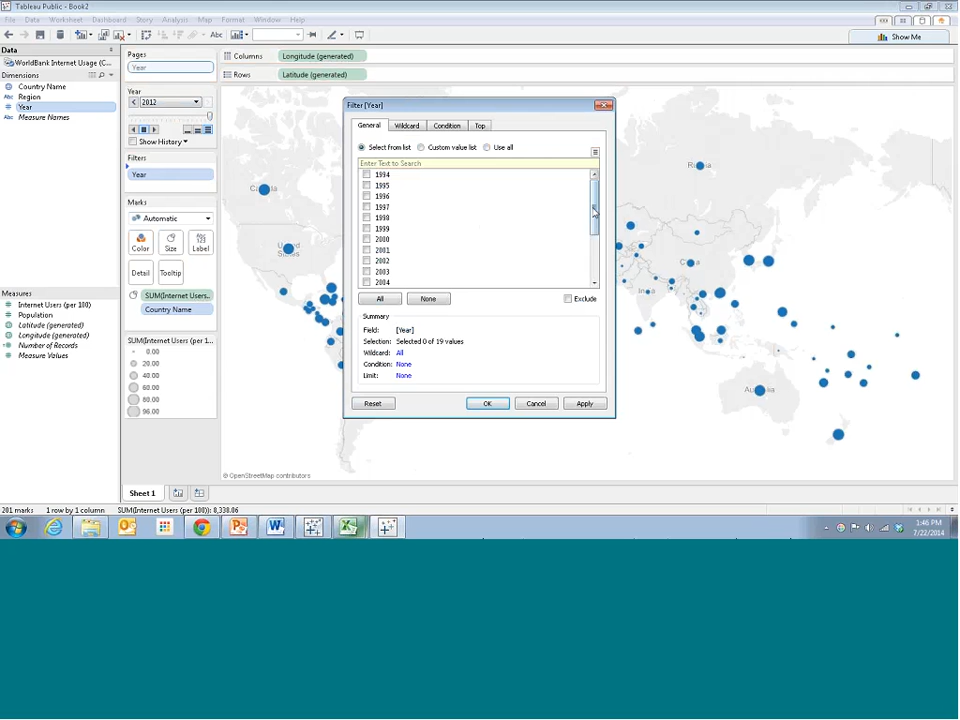 Tableau Public - Book2
File Data Worksheet Dashboard Story Analysis Map Format Window Help
Abc
Show Me
Data
WorldBank Internet Usage (C...
Dimensions
Country Name
Abc Region
Year
Abc Measure Names
Measures
Internet Users (per 100)
Population
Latitude (generated)
Longitude (generated)
Number of Records
Measure Values
Pages
Year
Year
2012
Show History
Filters
Year
Marks
Automatic
Color
Size
Abc
123
Label
Detail
Tooltip
SUM(Internet Users..
Country Name
SUM(Internet Users (per 1...
0.00
20.00
40.00
60.00
80.00
96.00
Columns
Longitude (generated)
Rows
Latitude (generated)
Canada
United
States
Russia
China
India
Australia
© OpenStreetMap contributors
Filter [Year]
General Wildcard Condition Top
Select from list Custom value list Use all
Enter Text to Search
1994
1995
1996
1997
1998
1999
2000
2001
2002
2003
2004
All None Exclude
Summary
Field: [Year]
Selection: Selected 0 of 19 values
Wildcard: All
Condition: None
Limit: None
Reset OK Cancel Apply
Sheet 1
201 marks 1 row by 1 column SUM(Internet Users (per 100)): 8,338.06
1:46 PM
7/22/2014